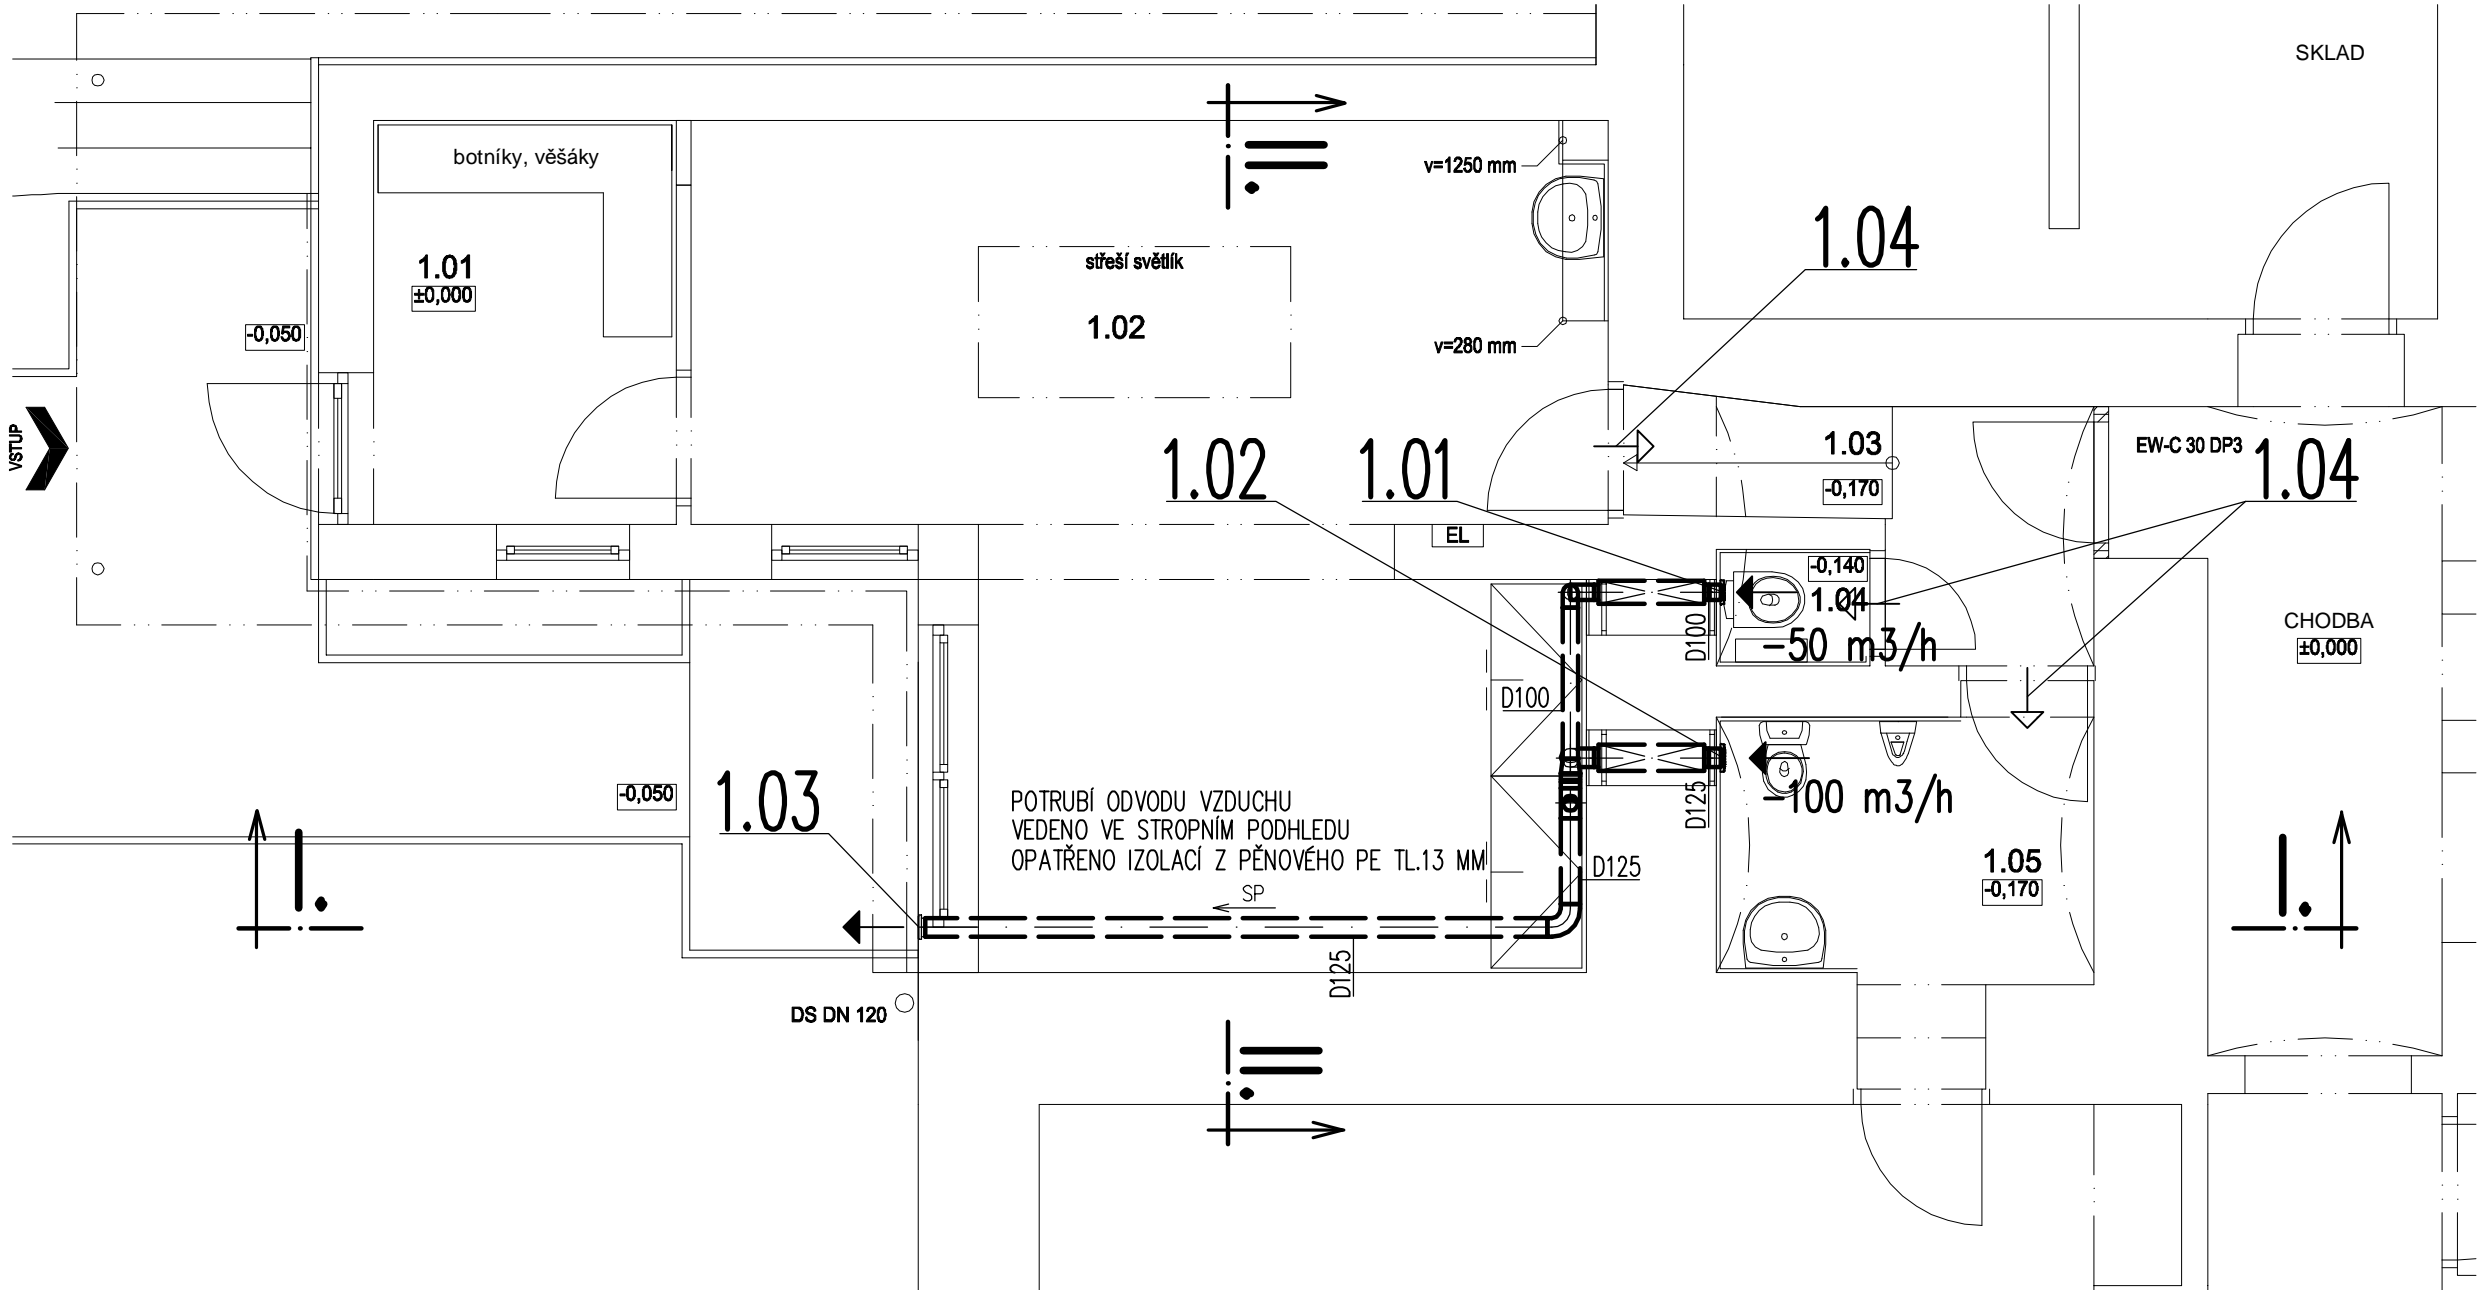 SKLAD
botníky, věšáky
v=1250 mm
1.04
střeší světlík
1.01
±0,000
1.02
-0,050
v=280 mm
VSTUP
1.02
1.01
1.03
-0,170
EW-C 30 DP3
1.04
EL
-0,140
1.04
-50 m3/h
D100
CHODBA
±0,000
D100
-0,050
1.03
POTRUBÍ ODVODU VZDUCHU
VEDENO VE STROPNÍM PODHLEDU
OPATŘENO IZOLACÍ Z PĚNOVÉHO PE TL.13 MM
D125
-100 m3/h
D125
1.05
-0,170
SP
I.
I.
D125
DS DN 120
II.
II.